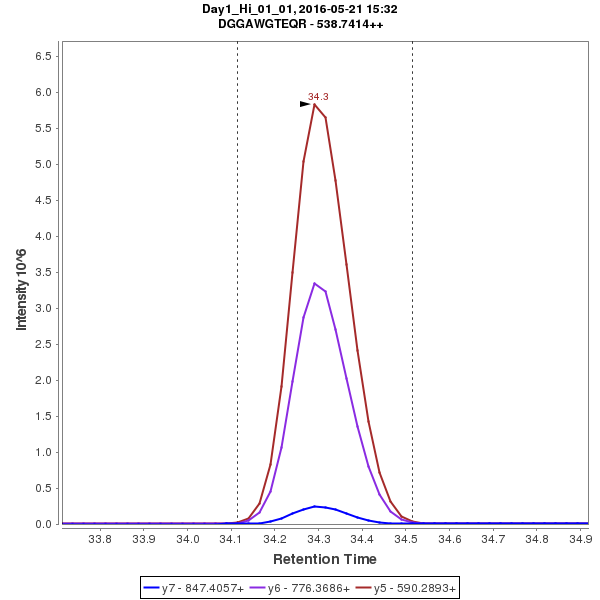 Day1_Hi_01_01, 2016-05-21 15:32
DGGAWGTEQR - 538.7414++
6.5
6.0
5.5
5.0
4.5
4.0
3.5
3.0
2.5
2.0
1.5
1.0
0.5
0.0
Intensity 10^6
34.3
33.8 33.9 34.0 34.1 34.2 34.3 34.4 34.5 34.6 34.7 34.8 34.9
Retention Time
y7 - 847.4057+ y6 - 776.3686+ y5 - 590.2893+